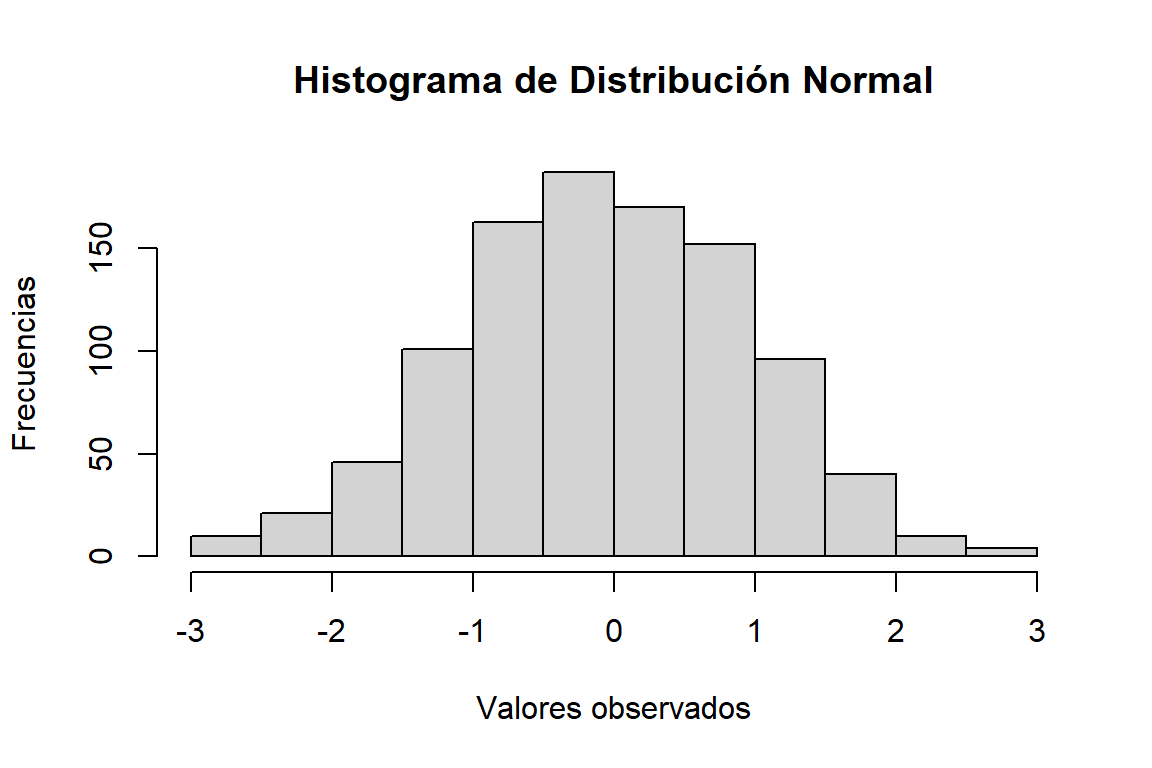 Histograma de Distribución Normal
Frecuencias
150
100
50
0
-3 -2 -1 0 1 2 3
Valores observados